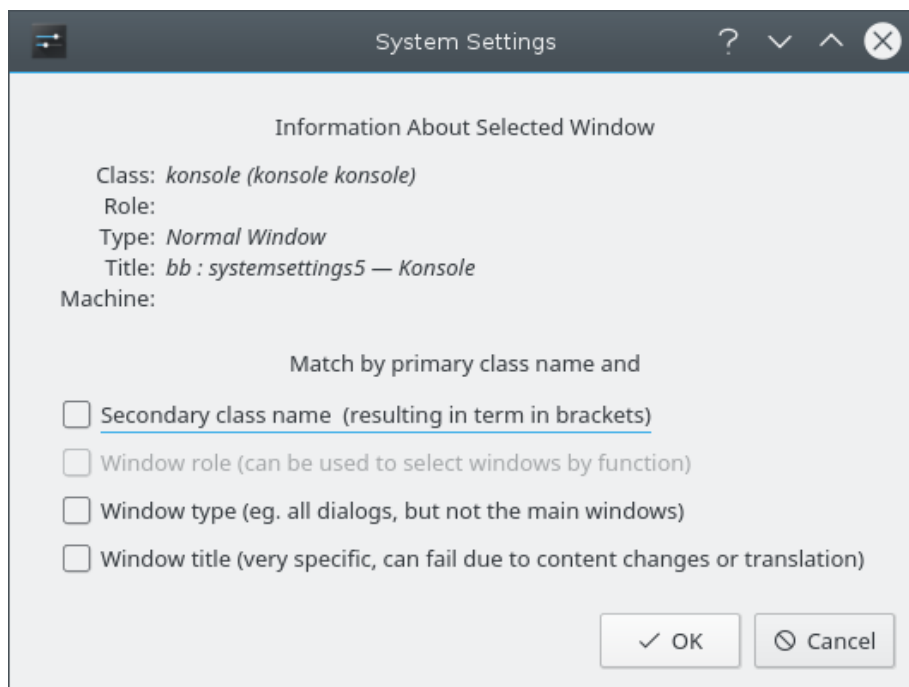 System Settings
Information About Selected Window
Class: konsole (konsole konsole)
Role:
Type: Normal Window
Title: bb : systemsettings5 — Konsole
Machine:
Match by primary class name and
Secondary class name  (resulting in term in brackets)
Window role (can be used to select windows by function)
Window type (eg. all dialogs, but not the main windows)
Window title (very specific, can fail due to content changes or translation)
OK Cancel